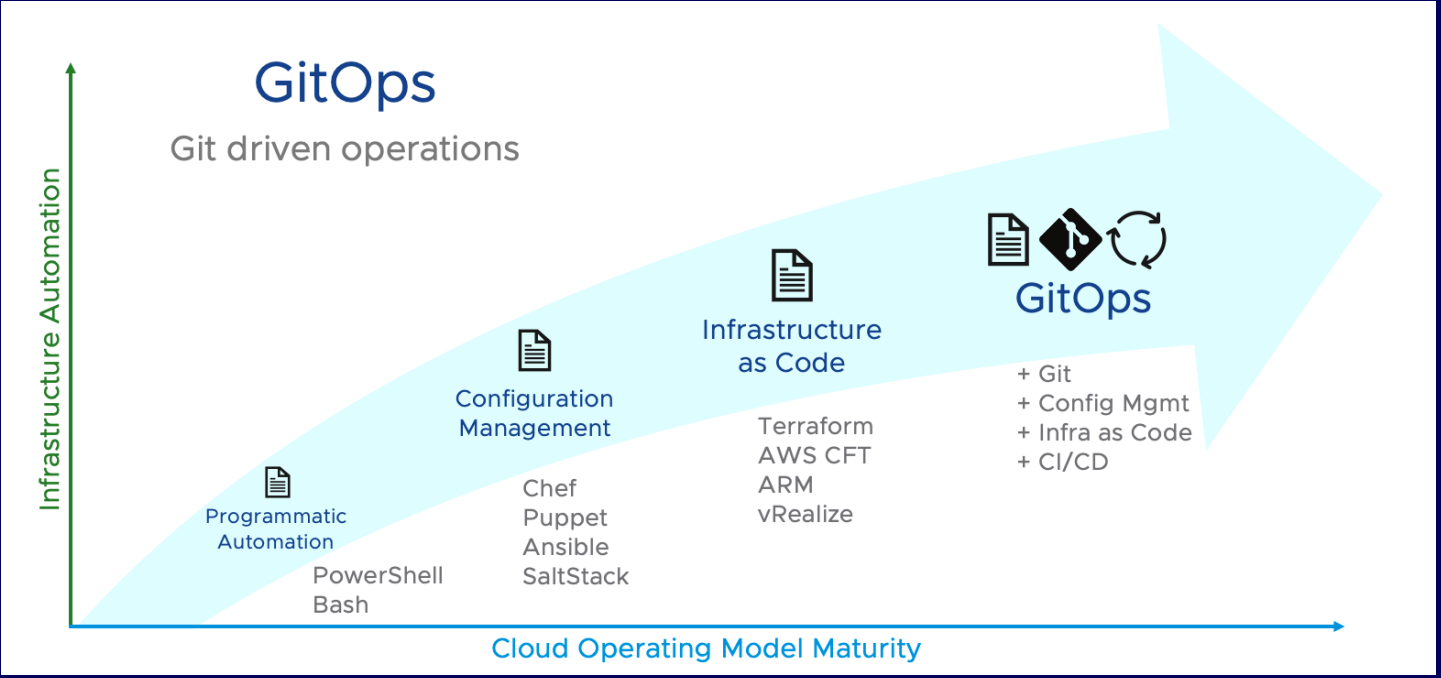 GitOps
Git driven operations
Infrastructure Automation
Programmatic
Automation
PowerShell
Bash
Configuration
Management
Chef
Puppet
Ansible
SaltStack
Infrastructure
as Code
Terraform
AWS CFT
ARM
vRealize
GitOps
+ Git
+ Config Mgmt
+ Infra as Code
+ CI/CD
Cloud Operating Model Maturity